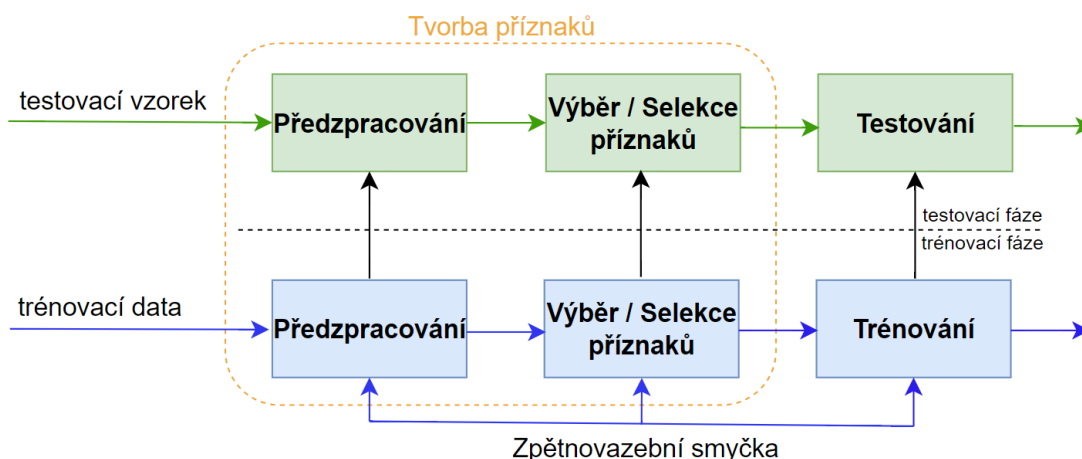 Tvorba příznaků
testovací vzorek
Předzpracování
Výběr / Selekce
příznaků
Testování
testovací fáze
trénovací fáze
trénovací data
Předzpracování
Výběr / Selekce
příznaků
Trénování
Zpětnovazební smyčka